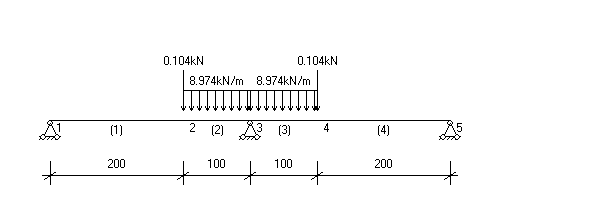 0.104kN 0.104kN
8.974kN/m 8.974kN/m
1 (1) 2 (2) 3 (3) 4 (4) 5
200 100 100 200